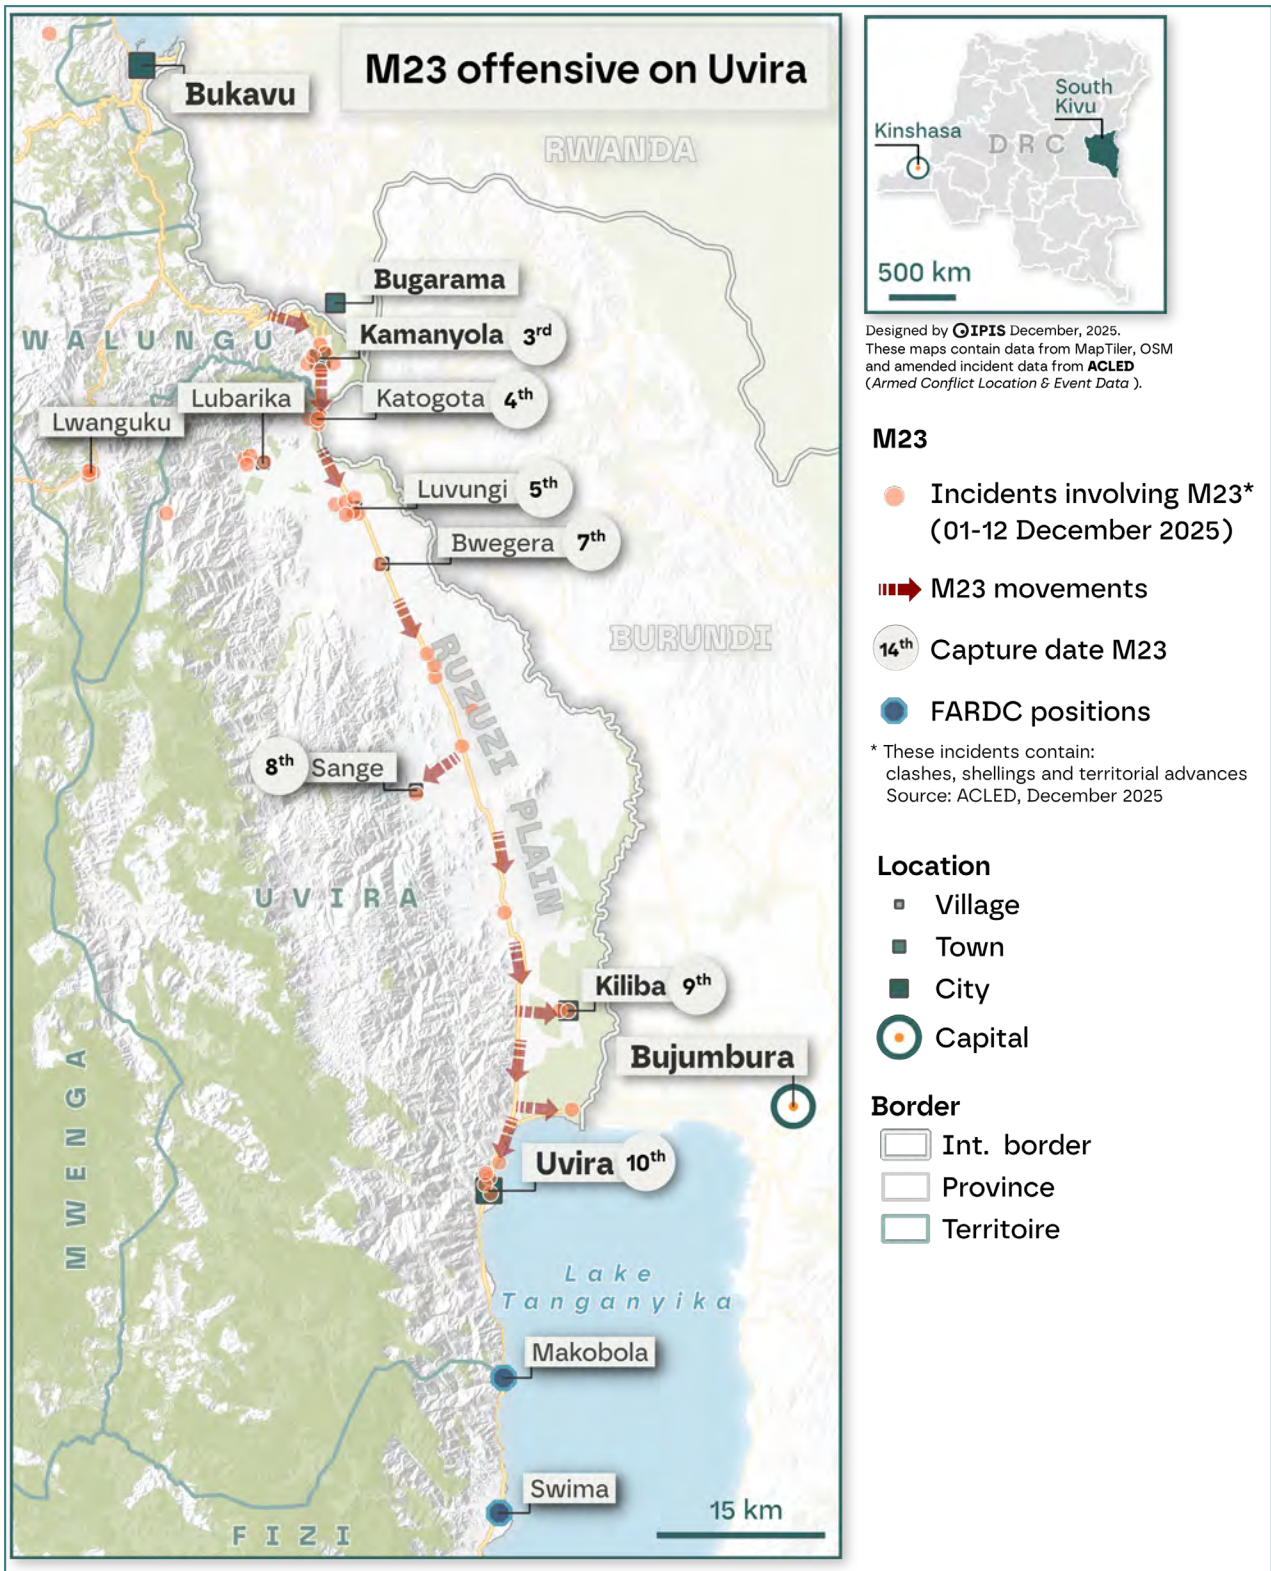 M23 offensive on Uvira
Bukavu
RWANDA
Bugarama
WALUNGU
Kamanyola 3rd
Lubarika
Katogota 4th
Lwanguku
Luvungi 5th
Bwegera 7th
BURUNDI
RUZUZI PLAIN
8th Sange
UVIRA
Kiliba 9th
Bujumbura
MWENGA
Uvira 10th
Lake
Tanganyika
Makobola
Swima
15 km
FIZI
South
Kivu
Kinshasa
DRC
500 km
Designed by IPIS December, 2025.
These maps contain data from MapTiler, OSM
and amended incident data from ACLED
(Armed Conflict Location & Event Data ).
M23
Incidents involving M23*
(01-12 December 2025)
M23 movements
14th Capture date M23
FARDC positions
* These incidents contain:
clashes, shellings and territorial advances
Source: ACLED, December 2025
Location
Village
Town
City
Capital
Border
Int. border
Province
Territoire